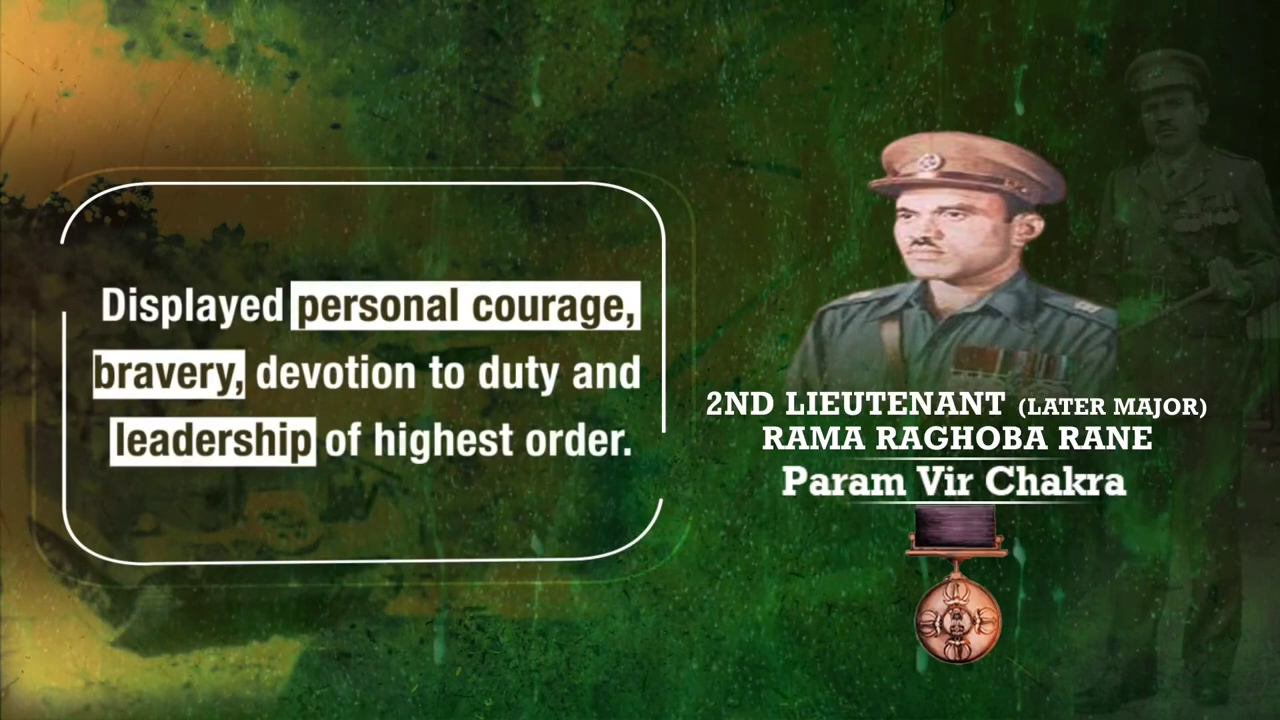 Displayed personal courage,
bravery, devotion to duty and
leadership of highest order.
2ND LIEUTENANT (LATER MAJOR)
RAMA RAGHOBA RANE
Param Vir Chakra